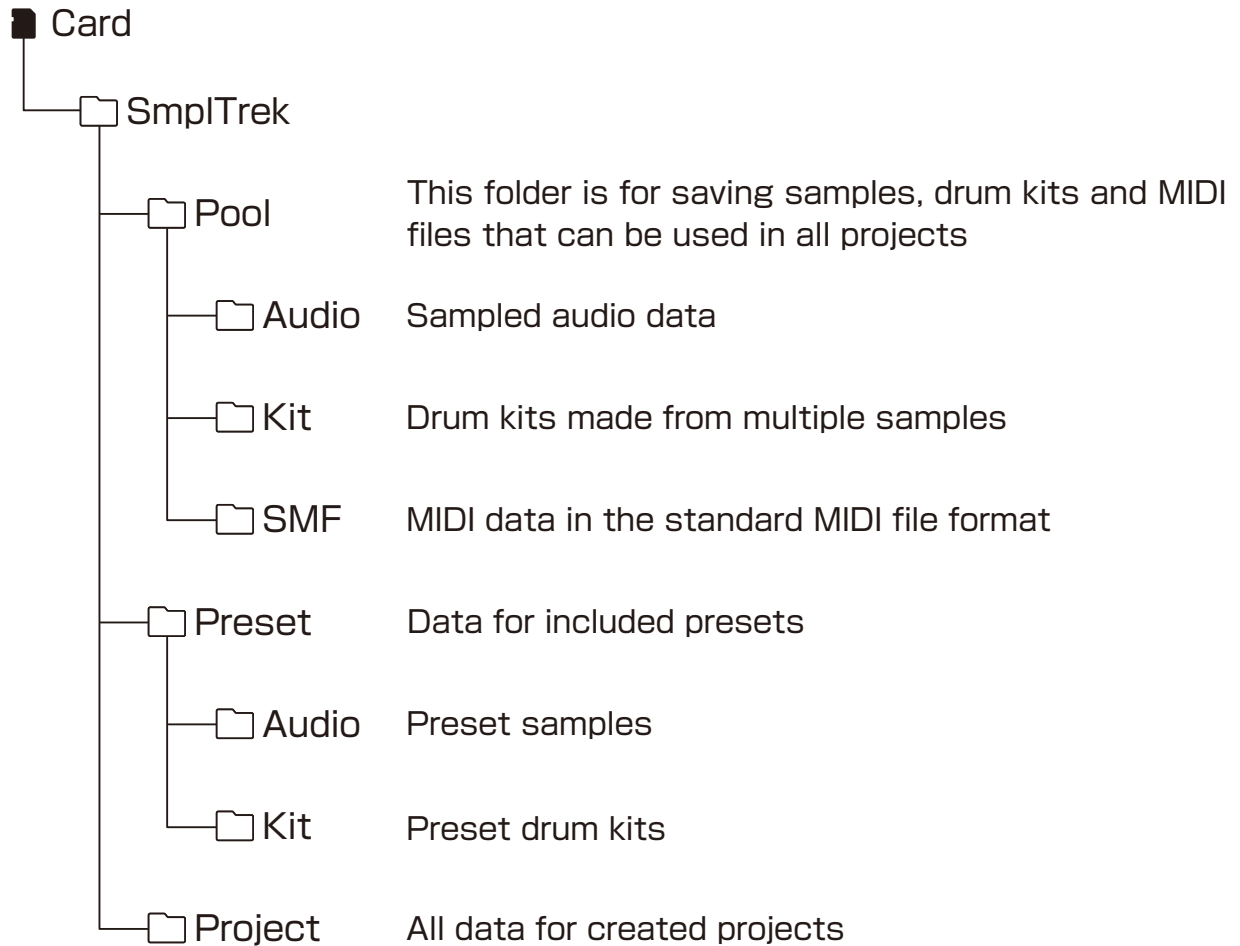 Card
SmplTrek
Pool
This folder is for saving samples, drum kits and MIDI
files that can be used in all projects
Audio Sampled audio data
Kit Drum kits made from multiple samples
SMF MIDI data in the standard MIDI file format
Preset Data for included presets
Audio Preset samples
Kit Preset drum kits
Project All data for created projects